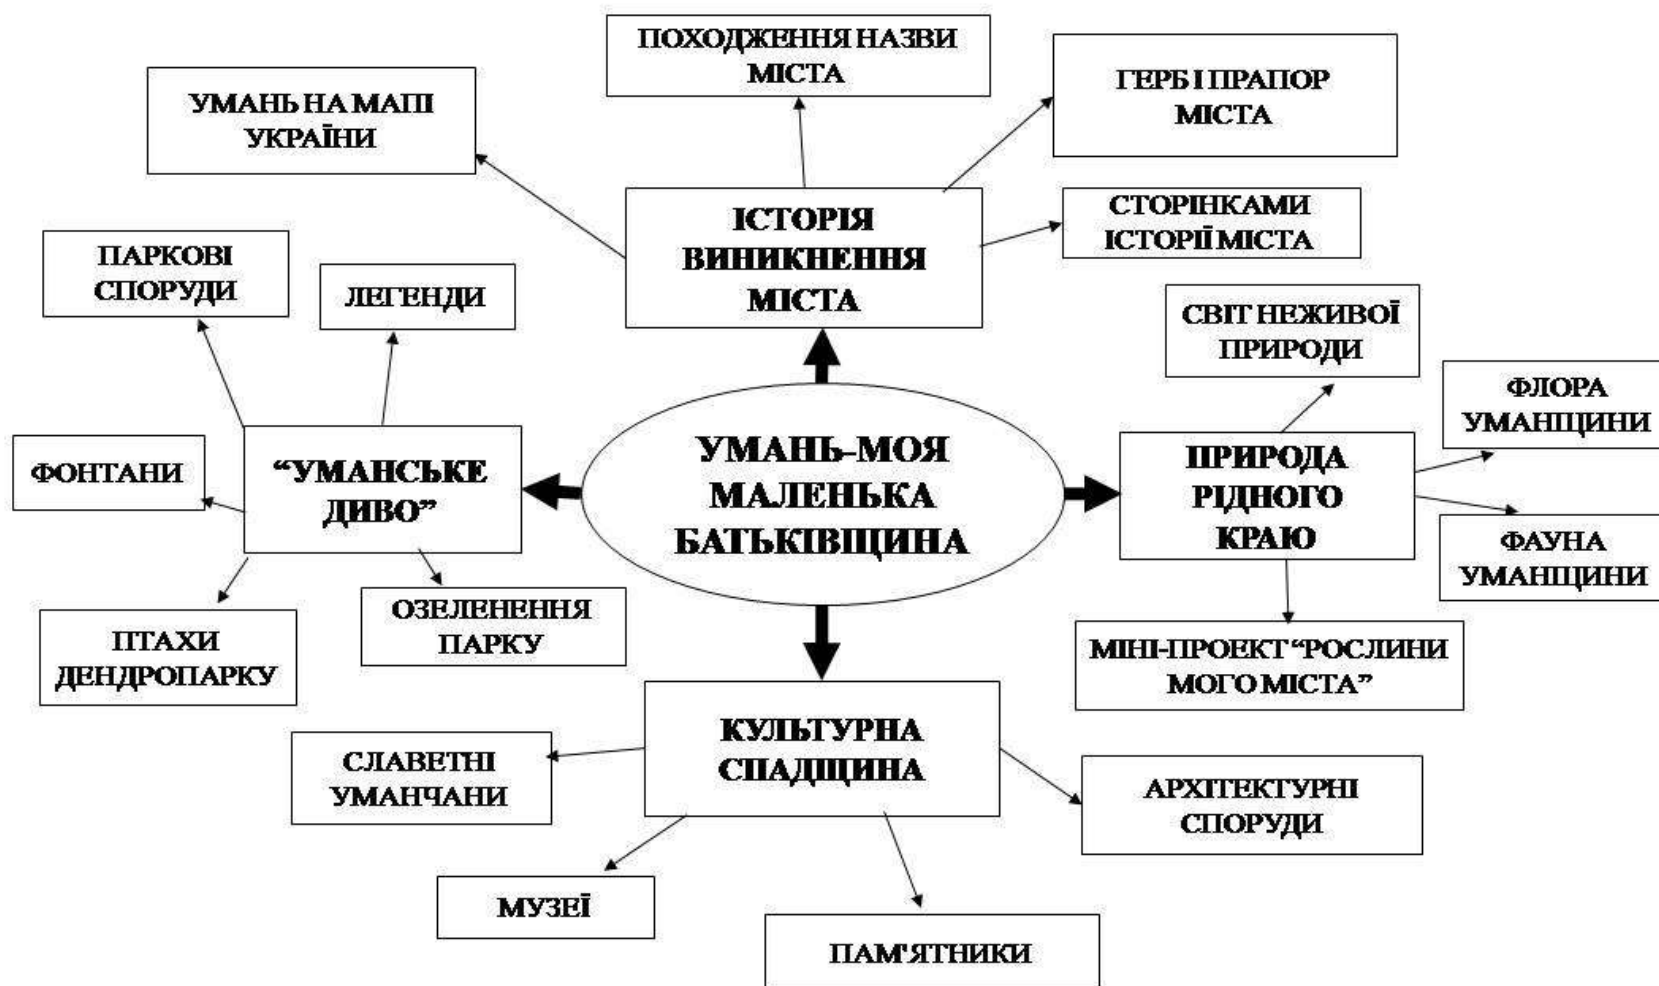 ПОХОДЖЕННЯ НАЗВИ
МІСТА
ГЕРБ І ПРАПОР
МІСТА
УМАНЬ НА МАПІ
УКРАЇНИ
ІСТОРІЯ
ВИНИКНЕННЯ
МІСТА
СТОРІНКАМИ
ІСТОРІЇ МІСТА
ПАРКОВІ
СПОРУДИ
ЛЕГЕНДИ
СВІТ НЕЖИВОЇ
ПРИРОДИ
ФЛОРА
УМАНЩИНИ
ФОНТАНИ
“УМАНСЬКЕ
ДИВО”
УМАНЬ-МОЯ
МАЛЕНЬКА
БАТЬКІВЩИНА
ПРИРОДА
РІДНОГО
КРАЮ
ФАУНА
УМАНЩИНИ
ПТАХИ
ДЕНДРОПАРКУ
ОЗЕЛЕНЕННЯ
ПАРКУ
МІНІ-ПРОЕКТ “РОСЛИНИ
МОГО МІСТА”
СЛАВЕТНІ
УМАНЧАНИ
КУЛЬТУРНА
СПАДЩИНА
АРХІТЕКТУРНІ
СПОРУДИ
МУЗЕЇ
ПАМ'ЯТНИКИ